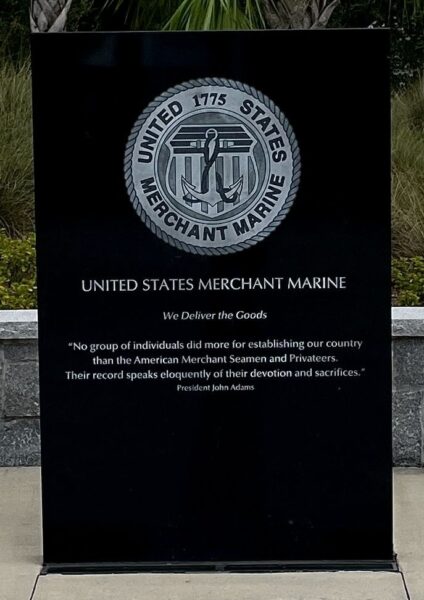 UNITED 1775 STATES
MERCHANT MARINE
UNITED STATES MERCHANT MARINE
We Deliver the Goods
“No group of individuals did more for establishing our country
than the American Merchant Seamen and Privateers.
Their record speaks eloquently of their devotion and sacrifices.”
President John Adams